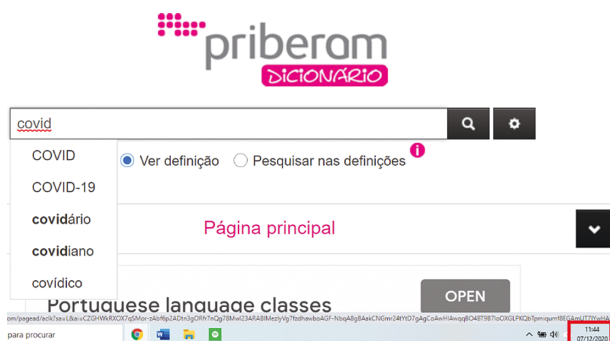 priberam
DICIONÁRIO
covid
COVID
Ver definição Pesquisar nas definições i
COVID-19
covidário
Página principal
covidiano
covídico
Portuguese language classes
OPEN
para procurar
11:44
07/12/2020